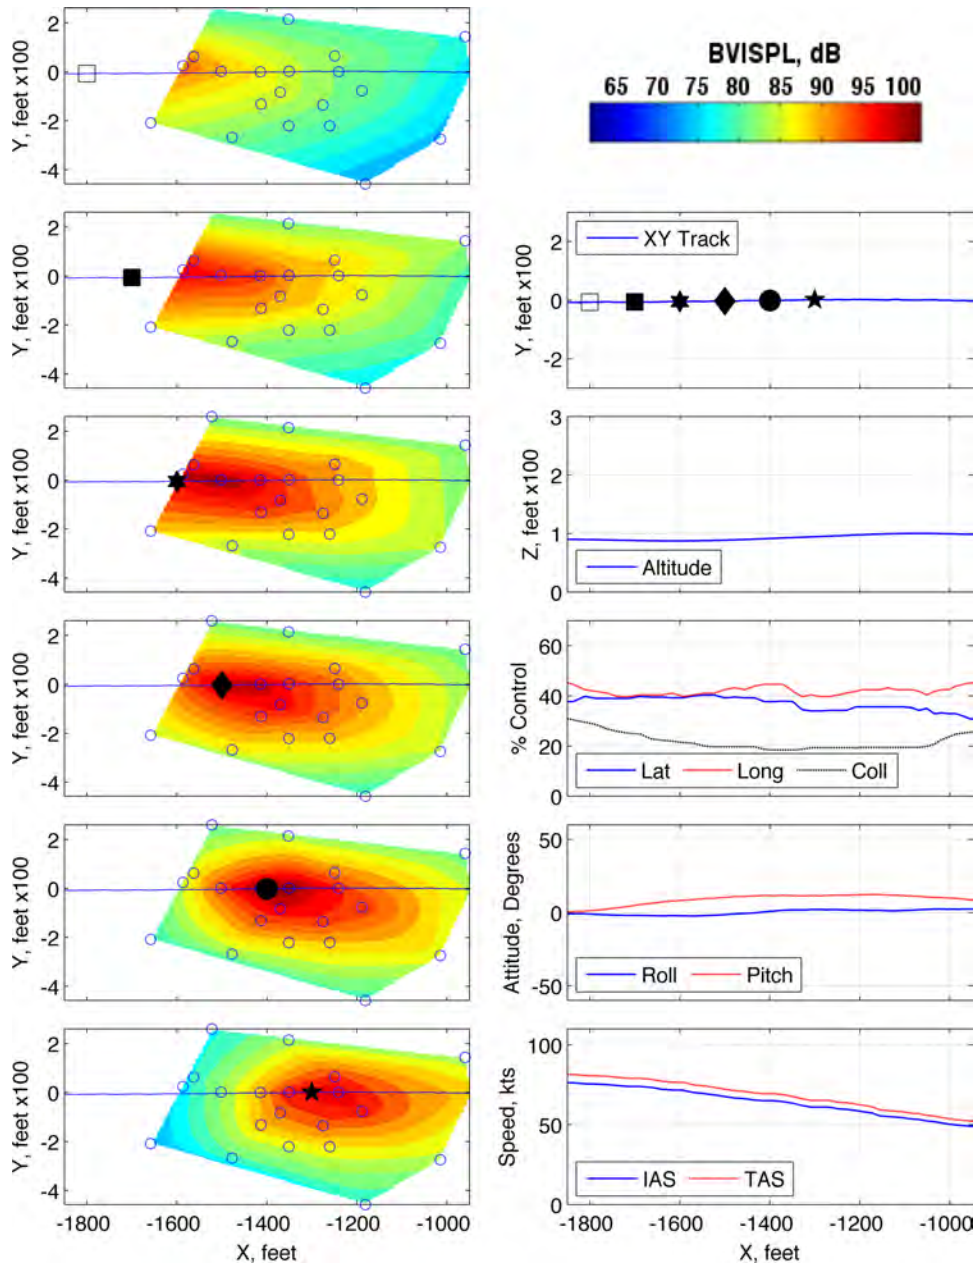 BVISPL, dB
65 70 75 80 85 90 95 100
Y, feet x100
2
0
-2
-4
Y, feet x100
2
0
-2
-4
XY Track
Y, feet x100
2
0
-2
Y, feet x100
2
0
-2
-4
Z, feet x100
3
2
1
0
Altitude
Y, feet x100
2
0
-2
-4
% Control
60
40
20
0
Lat Long Coll
Y, feet x100
2
0
-2
-4
Attitude, Degrees
50
0
-50
Roll Pitch
Y, feet x100
2
0
-2
-4
-1800 -1600 -1400 -1200 -1000
X, feet
Speed, kts
100
50
0
IAS TAS
-1800 -1600 -1400 -1200 -1000
X, feet